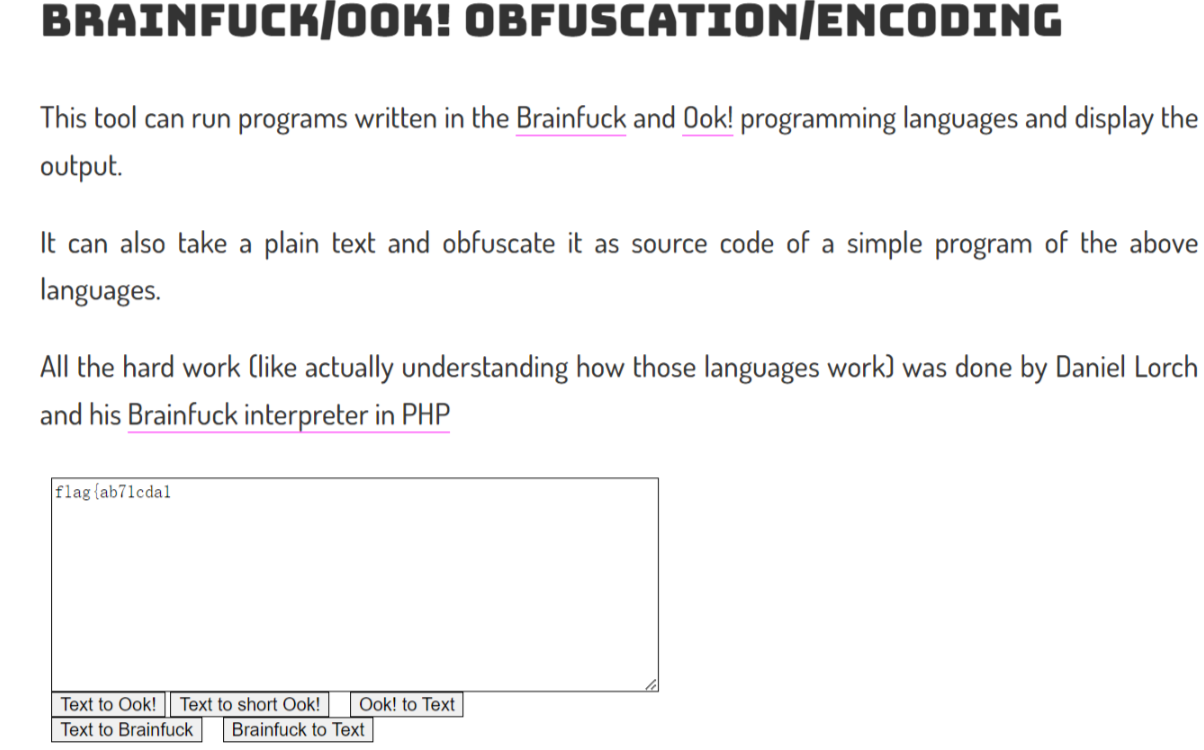 BRAINFUCK/OOK! OBFUSCATION/ENCODING
This tool can run programs written in the Brainfuck and Ook! programming languages and display the
output.
It can also take a plain text and obfuscate it as source code of a simple program of the above
languages.
All the hard work (like actually understanding how those languages work) was done by Daniel Lorch
and his Brainfuck interpreter in PHP
flag{ab71cda1
Text to Ook! Text to short Ook! Ook! to Text
Text to Brainfuck Brainfuck to Text